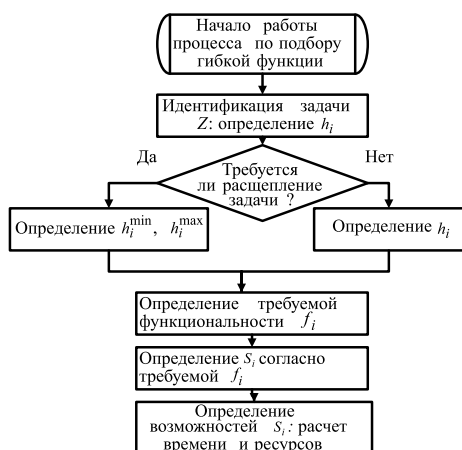 Начало работы
процесса по подбору
гибкой функции
Идентификация задачи
Z: определение hᵢ
Да
Требуется
ли расщепление
задачи ?
Нет
Определение hᵢᵐⁱⁿ, hᵢᵐᵃˣ
Определение hᵢ
Определение требуемой
функциональности fᵢ
Определение Sᵢ согласно
требуемой fᵢ
Определение
возможностей Sᵢ: расчет
времени и ресурсов